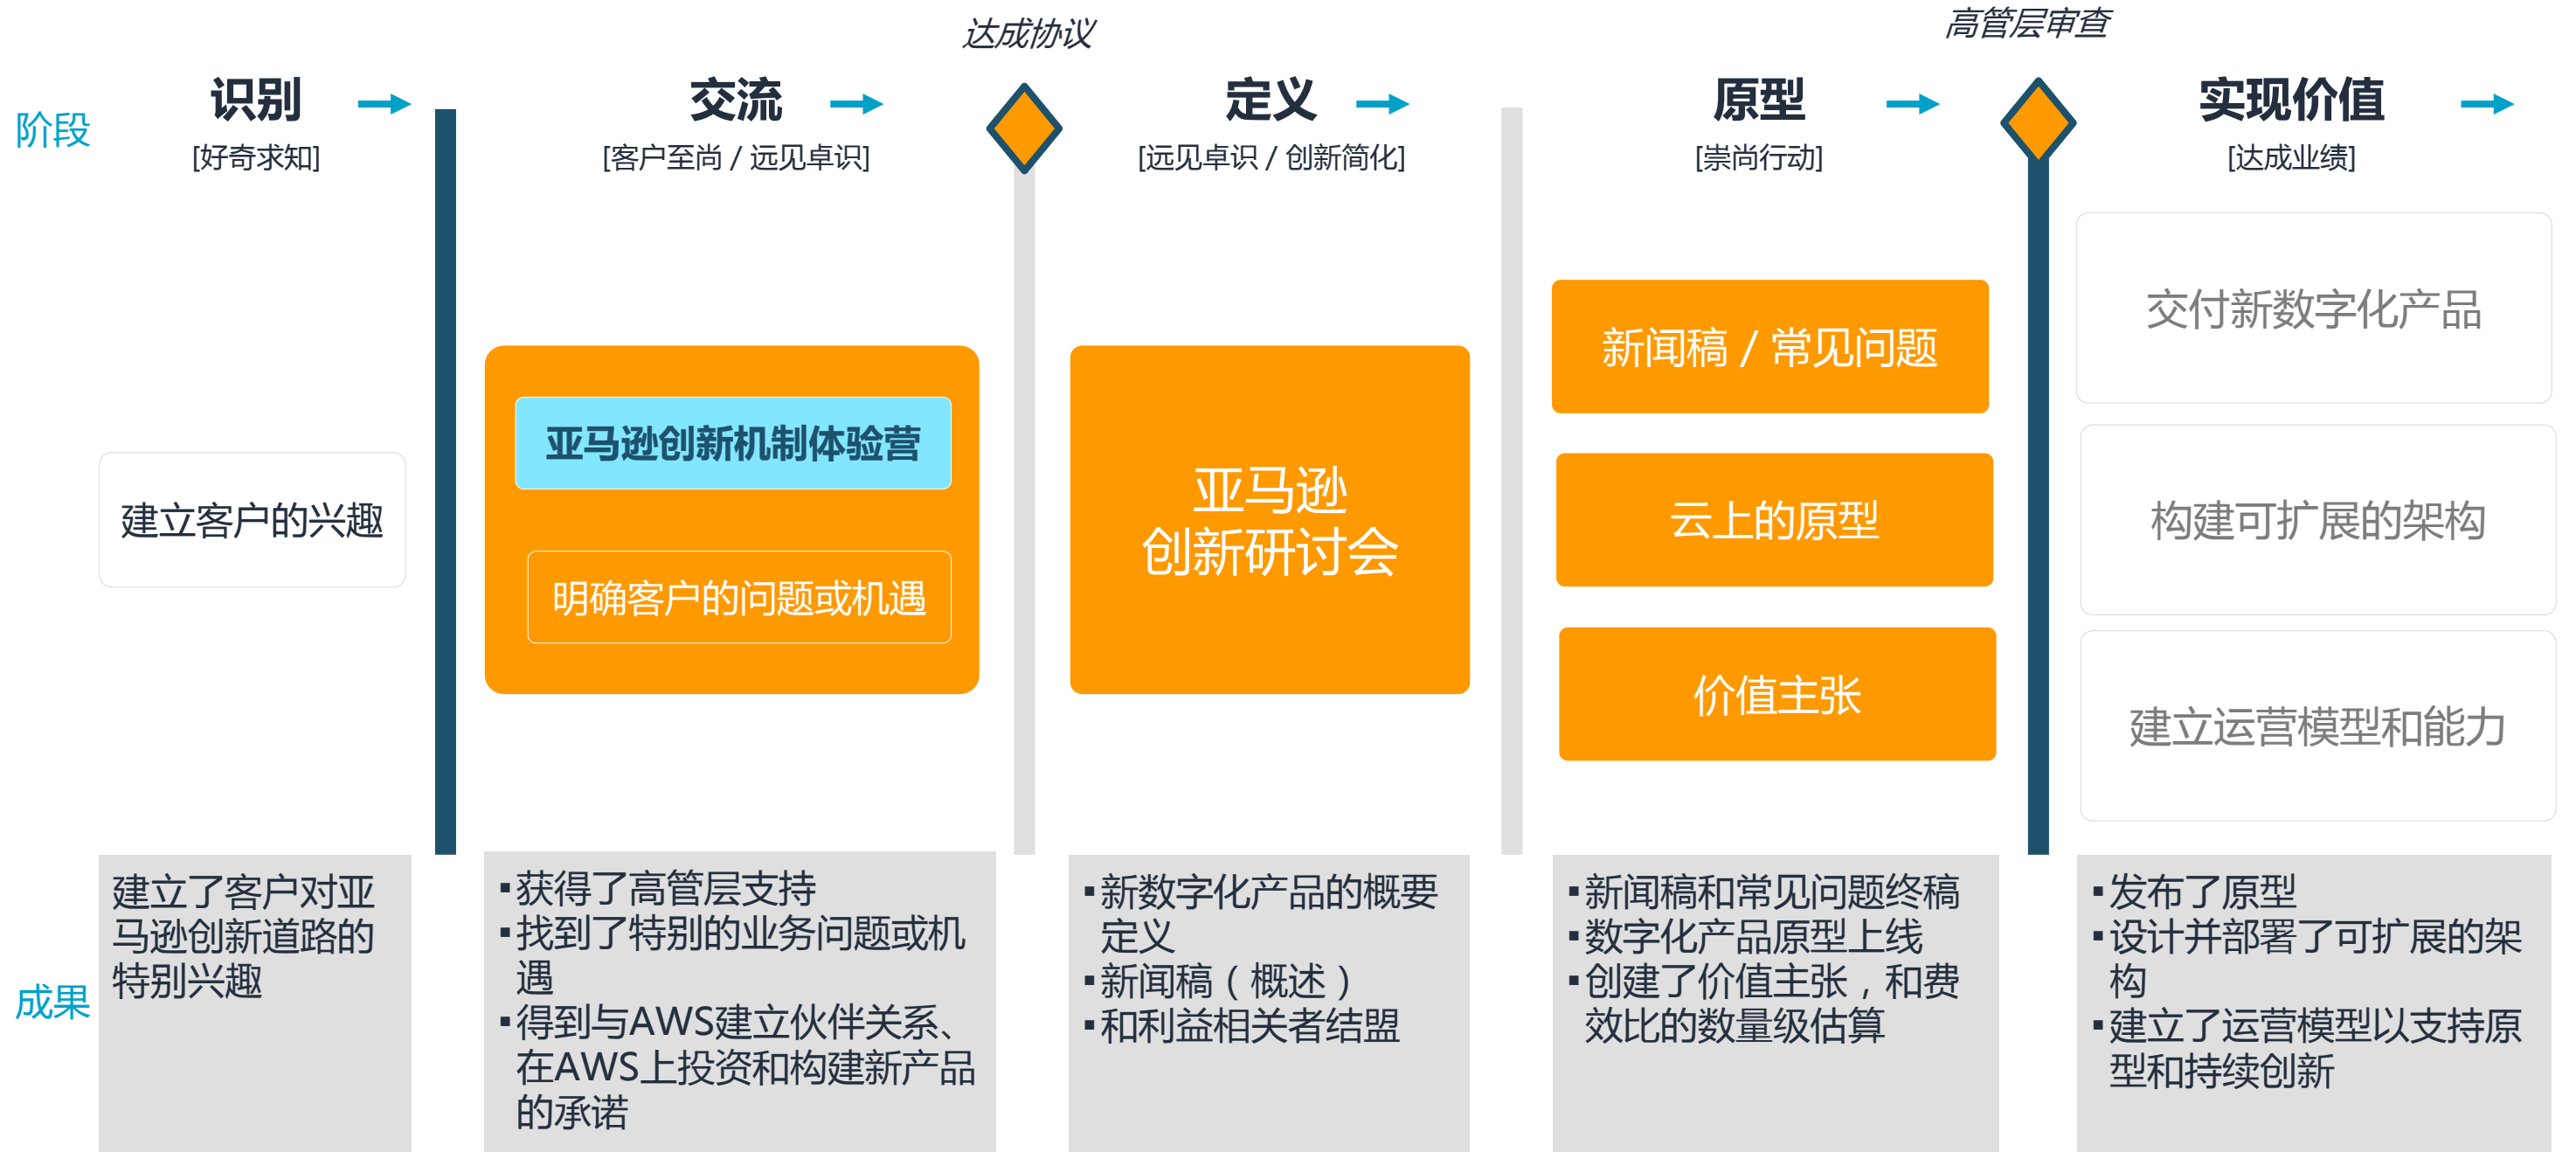 达成协议
高管层审查
阶段
识别
[好奇求知]
交流
[客户至尚 / 远见卓识]
定义
[远见卓识 / 创新简化]
原型
[崇尚行动]
实现价值
[达成业绩]
建立客户的兴趣
亚马逊创新机制体验营
明确客户的问题或机遇
亚马逊
创新研讨会
新闻稿 / 常见问题
云上的原型
价值主张
交付新数字化产品
构建可扩展的架构
建立运营模型和能力
成果
建立了客户对亚
马逊创新道路的
特别兴趣
▪获得了高管层支持
▪找到了特别的业务问题或机
遇
▪得到与AWS建立伙伴关系、
在AWS上投资和构建新产品
的承诺
▪新数字化产品的概要
定义
▪新闻稿（概述）
▪和利益相关者结盟
▪新闻稿和常见问题终稿
▪数字化产品原型上线
▪创建了价值主张，和费
效比的数量级估算
▪发布了原型
▪设计并部署了可扩展的架
构
▪建立了运营模型以支持原
型和持续创新